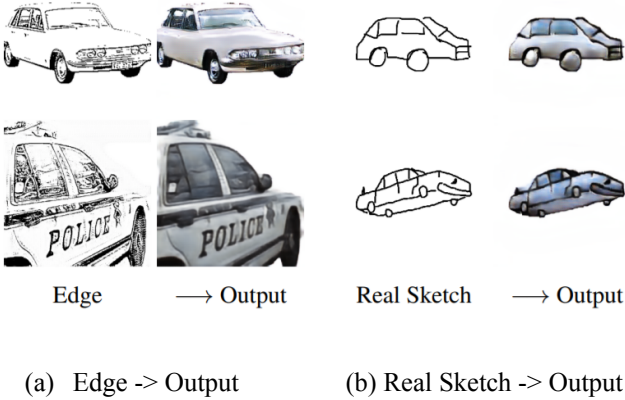 POLICE POLICE
Edge ⟶ Output Real Sketch ⟶ Output
(a) Edge -> Output (b) Real Sketch -> Output